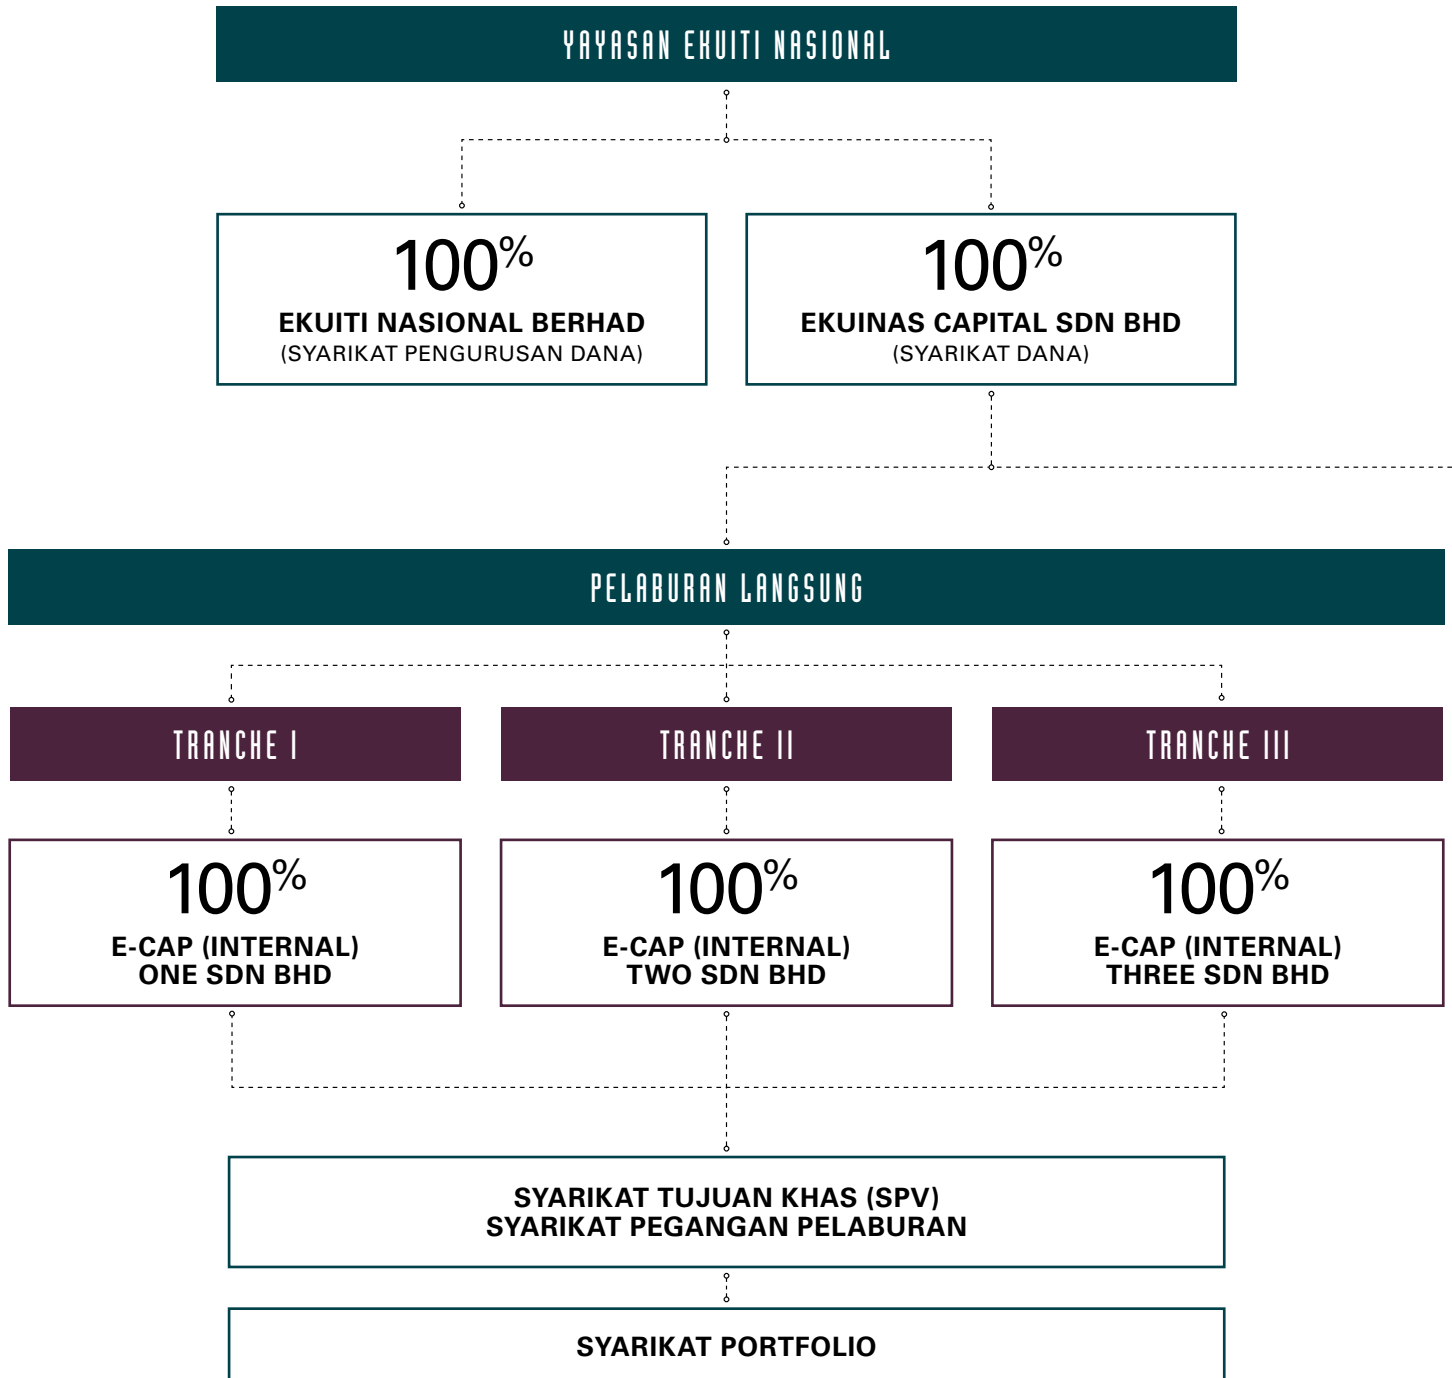 YAYASAN EKUITI NASIONAL
100%
EKUITI NASIONAL BERHAD
(SYARIKAT PENGURUSAN DANA)
100%
EKUINAS CAPITAL SDN BHD
(SYARIKAT DANA)
PELABURAN LANGSUNG
TRANCHE I
TRANCHE II
TRANCHE III
100%
E-CAP (INTERNAL)
ONE SDN BHD
100%
E-CAP (INTERNAL)
TWO SDN BHD
100%
E-CAP (INTERNAL)
THREE SDN BHD
SYARIKAT TUJUAN KHAS (SPV)
SYARIKAT PEGANGAN PELABURAN
SYARIKAT PORTFOLIO